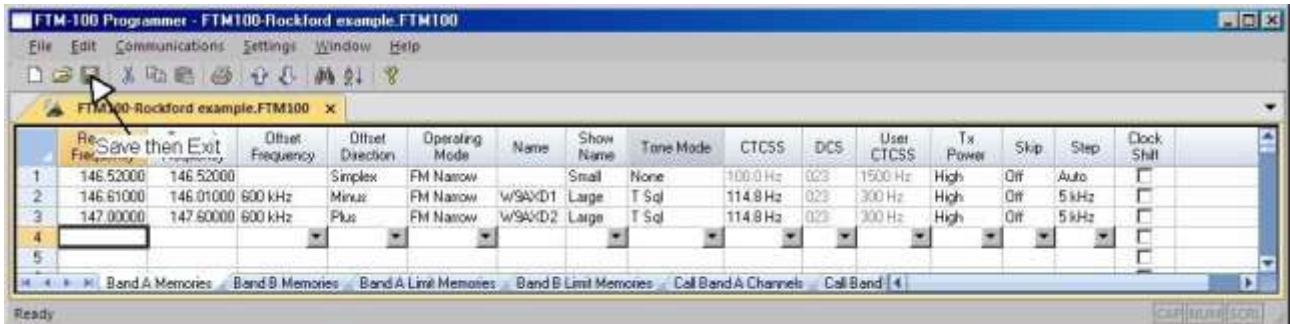 FTM-100 Programmer - FTM100-Rockford example.FTM100
File Edit Communications Settings Window Help
FTM100-Rockford example.FTM100 x
Save then Exit
Frequency Frequency Offset Frequency Offset Direction Operating Mode Name Show Name Tone Mode CTCSS DCS User CTCSS Tx Power Skip Step Clock Shift
1 146.52000 146.52000 Simplex FM Narrow Small None 100.0 Hz 023 1500 Hz High Off Auto
2 146.61000 146.01000 600 kHz Minus FM Narrow W9AXD1 Large T Sql 114.8 Hz 023 300 Hz High Off 5 kHz
3 147.00000 147.60000 600 kHz Plus FM Narrow W9AXD2 Large T Sql 114.8 Hz 023 300 Hz High Off 5 kHz
4
5
Band A Memories Band B Memories Band A Limit Memories Band B Limit Memories Call Band A Channels Call Band
Ready CAP NUM SCRL